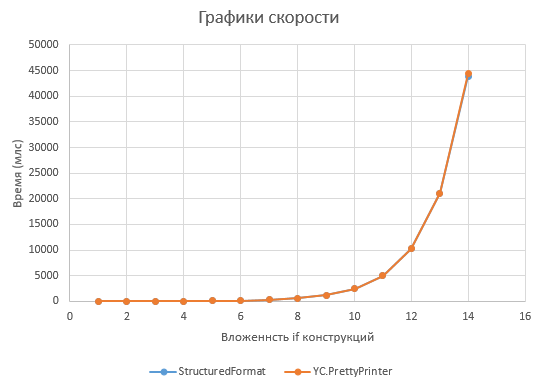 Графики скорости
50000
45000
40000
35000
30000
25000
20000
15000
10000
5000
0
0 2 4 6 8 10 12 14 16
Время (млс)
Вложеннсть if конструкций
StructuredFormat YC.PrettyPrinter